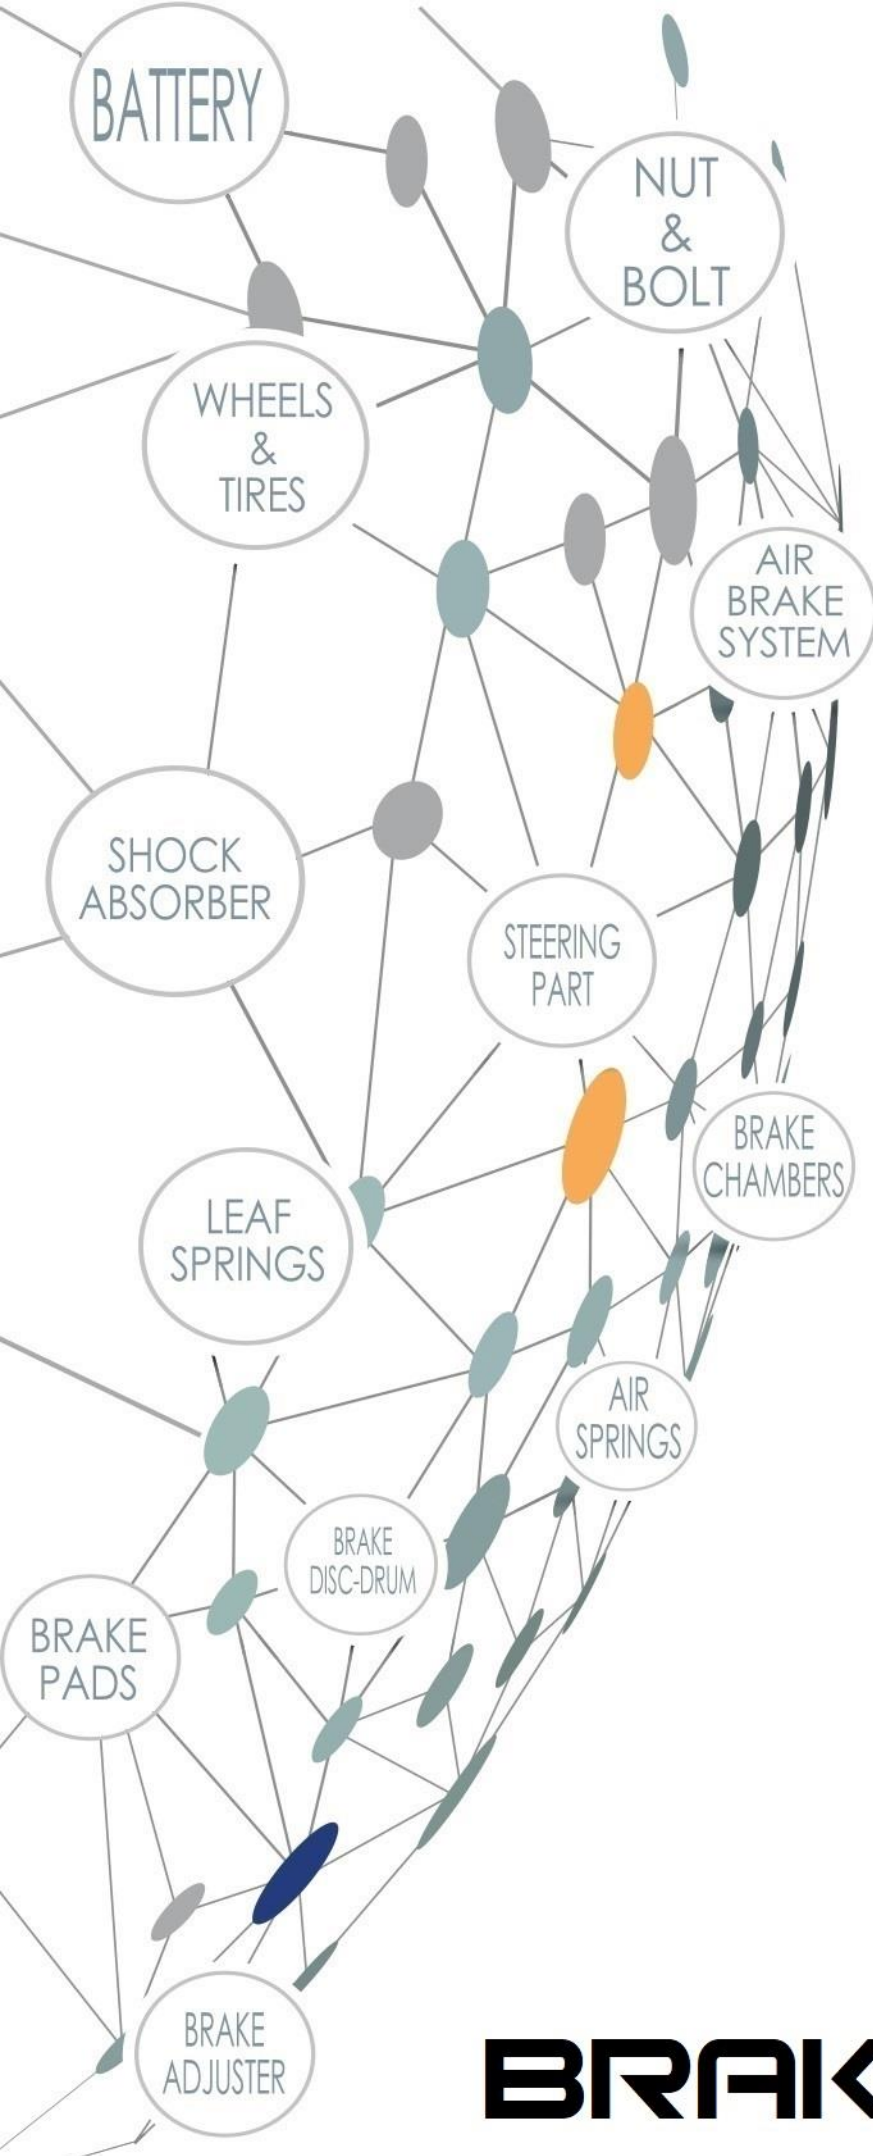 BATTERY
NUT
&
BOLT
WHEELS
&
TIRES
AIR
BRAKE
SYSTEM
SHOCK
ABSORBER
STEERING
PART
BRAKE
CHAMBERS
LEAF
SPRINGS
AIR
SPRINGS
BRAKE
DISC-DRUM
BRAKE
PADS
BRAKE
ADJUSTER
BRAK